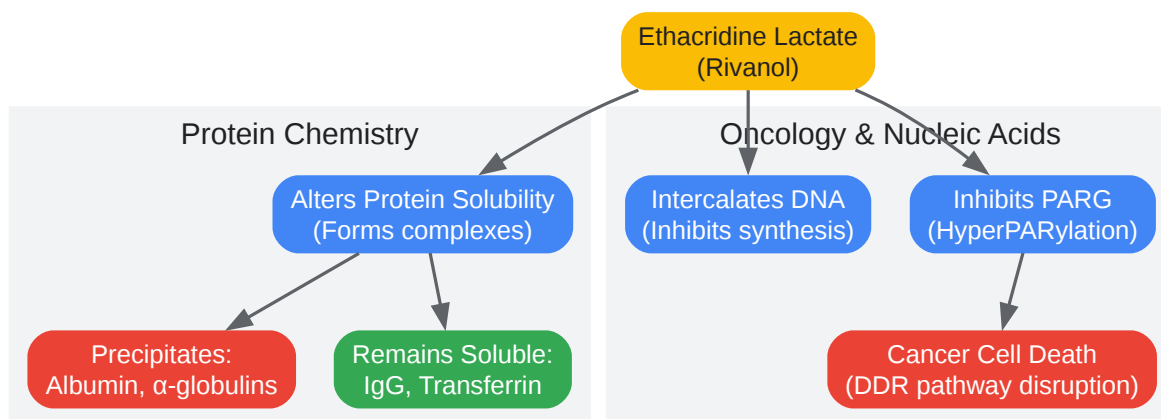 Ethacridine Lactate
(Rivanol)
Protein Chemistry
Oncology & Nucleic Acids
Alters Protein Solubility
(Forms complexes)
Intercalates DNA
(Inhibits synthesis)
Inhibits PARG
(HyperPARylation)
Precipitates:
Albumin, α-globulins
Remains Soluble:
IgG, Transferrin
Cancer Cell Death
(DDR pathway disruption)